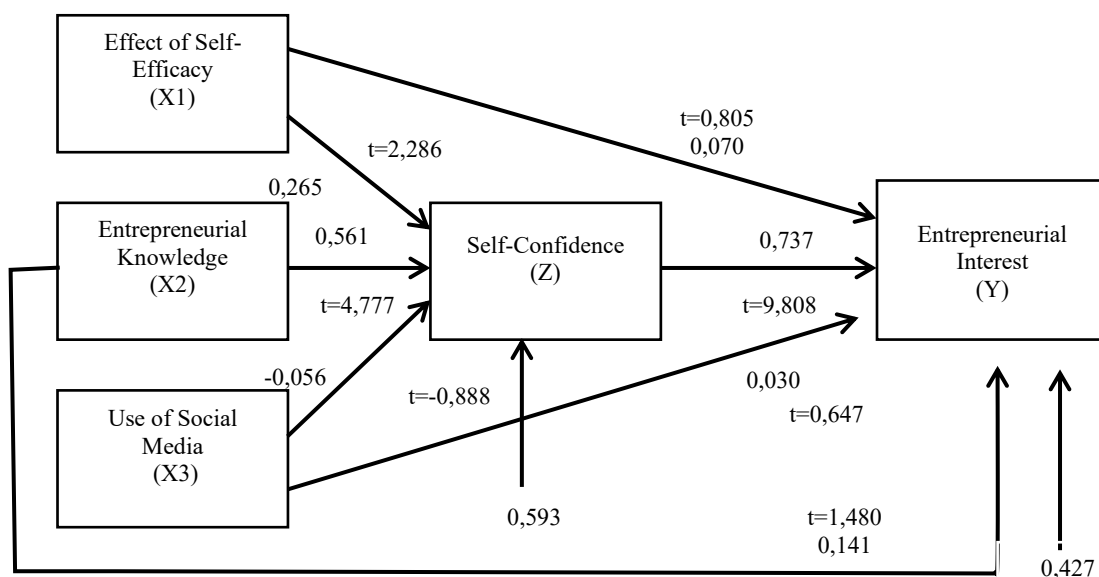 Effect of Self-
Efficacy
(X1)
t=0,805
0,070
t=2,286
0,265
Entrepreneurial
Knowledge
(X2)
0,561
t=4,777
Self-Confidence
(Z)
0,737
t=9,808
Entrepreneurial
Interest
(Y)
-0,056
t=-0,888
0,030
t=0,647
Use of Social
Media
(X3)
0,593
t=1,480
0,141
0,427